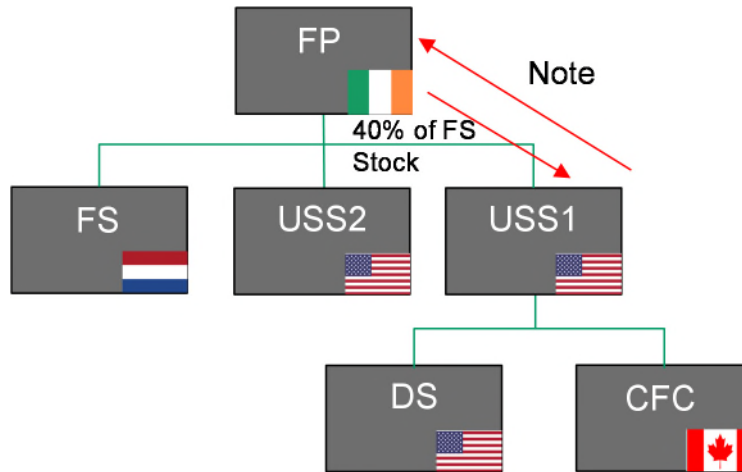 FP
Note
40% of FS
Stock
FS
USS2
USS1
DS
CFC